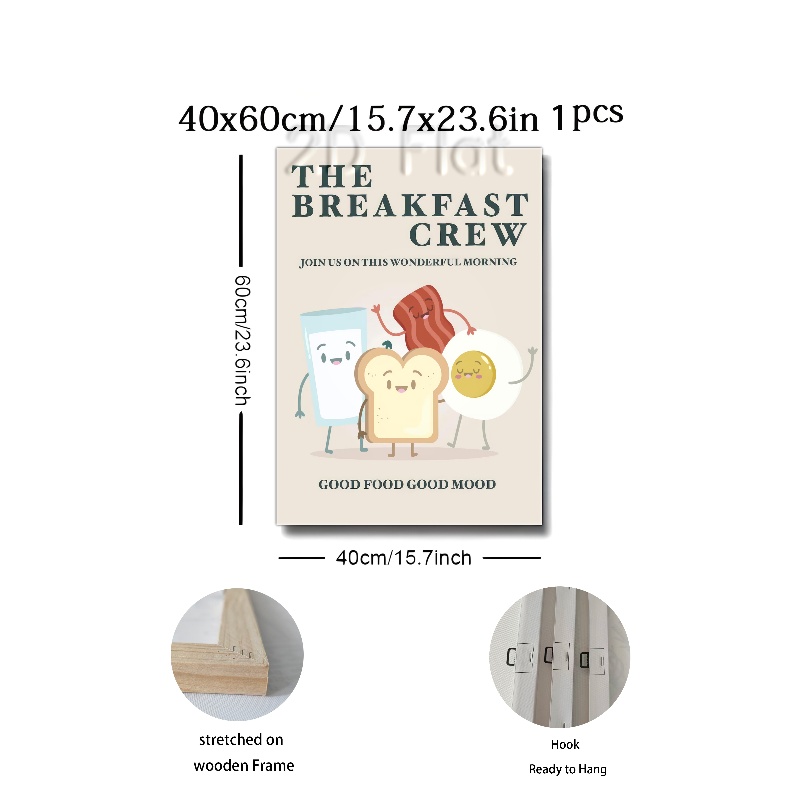 40x60cm/15.7x23.6in 1pcs
2D Flat
THE
BREAKFAST
CREW
JOIN US ON THIS WONDERFUL MORNING
60cm/23.6inch
GOOD FOOD GOOD MOOD
40cm/15.7inch
stretched on
wooden Frame
Hook
Ready to Hang